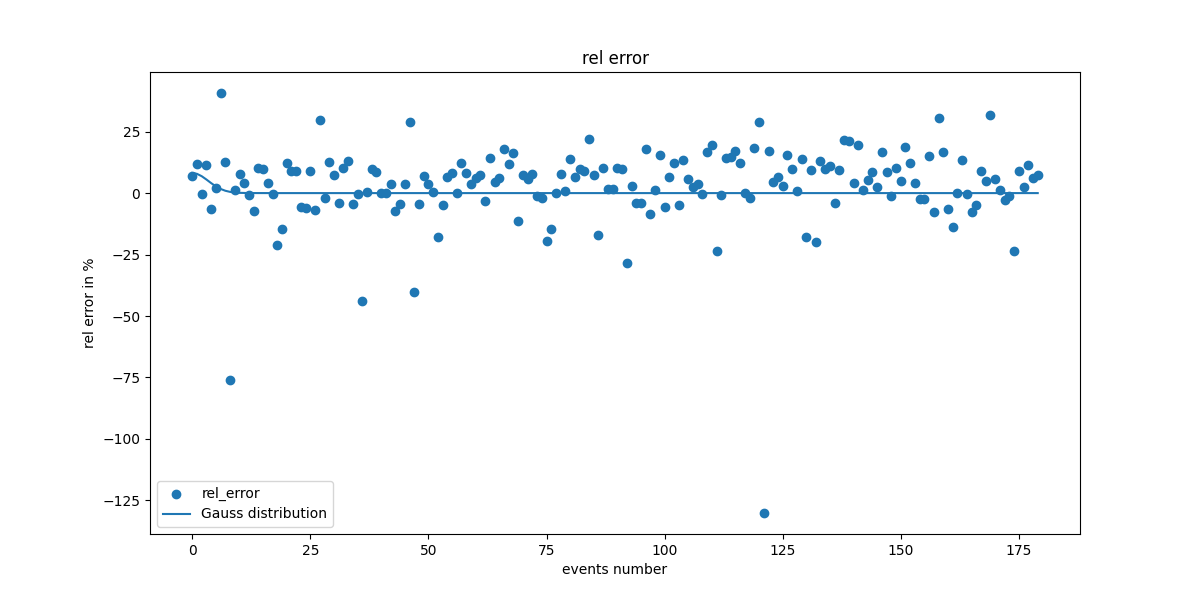 rel error
25
0
−25
−50
−75
−100
−125
rel error in %
rel_error
Gauss distribution
0 25 50 75 100 125 150 175
events number